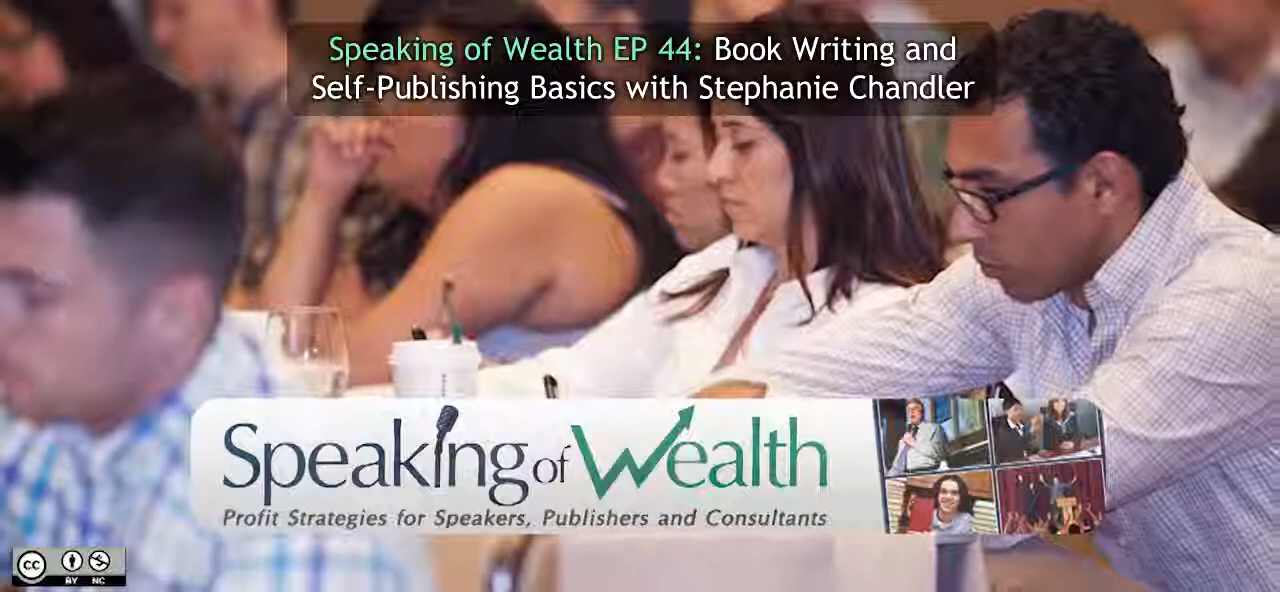 Speaking of Wealth EP 44: Book Writing and
Self-Publishing Basics with Stephanie Chandler
Speaking of Wealth
Profit Strategies for Speakers, Publishers and Consultants
cc
BY NC